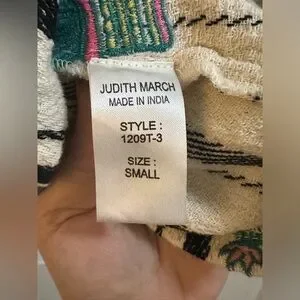 JUDITH MARCH
MADE IN INDIA
STYLE :
1209T-3
SIZE :
SMALL